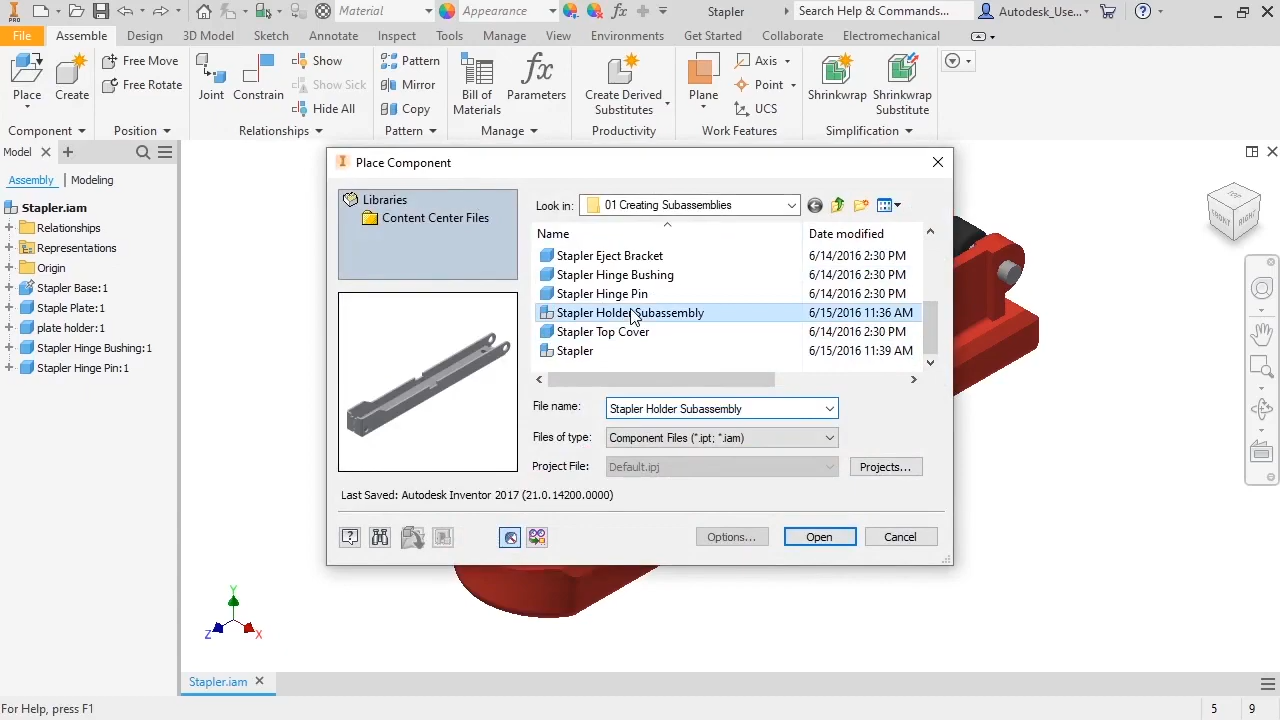 PRO
Material
Appearance
Stapler
Search Help & Commands...
Autodesk_Use...
File
Assemble
Design
3D Model
Sketch
Annotate
Inspect
Tools
Manage
View
Environments
Get Started
Collaborate
Electromechanical
Place
Create
Free Move
Free Rotate
Joint
Constrain
Show
Show Sick
Hide All
Pattern
Mirror
Copy
Bill of
Materials
Parameters
Create Derived
Substitutes
Plane
Axis
Point
UCS
Shrinkwrap
Shrinkwrap
Substitute
Component
Position
Relationships
Pattern
Manage
Productivity
Work Features
Simplification
Model
Assembly
Modeling
Stapler.iam
Relationships
Representations
Origin
Stapler Base:1
Staple Plate:1
plate holder:1
Stapler Hinge Bushing:1
Stapler Hinge Pin:1
Place Component
Libraries
Content Center Files
Look in:
01 Creating Subassemblies
Name
Date modified
Stapler Eject Bracket
6/14/2016 2:30 PM
Stapler Hinge Bushing
6/14/2016 2:30 PM
Stapler Hinge Pin
6/14/2016 2:30 PM
Stapler Holder Subassembly
6/15/2016 11:36 AM
Stapler Top Cover
6/14/2016 2:30 PM
Stapler
6/15/2016 11:39 AM
File name:
Stapler Holder Subassembly
Files of type:
Component Files (*.ipt; *.iam)
Project File:
Default.ipj
Projects...
Last Saved: Autodesk Inventor 2017 (21.0.14200.0000)
Options...
Open
Cancel
TOP
FRONT
RIGHT
Y
Z
X
Stapler.iam
For Help, press F1
5
9